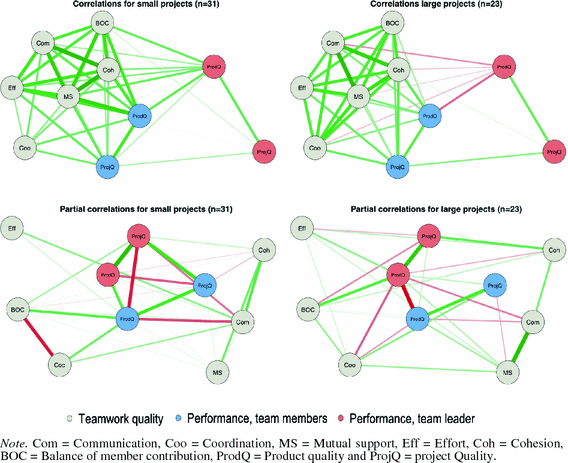 Correlations for small projects (n=31)
BOC
Com
Coh
ProdQ
Eff
MS
ProdQ
Coo
ProjQ
ProjQ
Correlations large projects (n=23)
BOC
Com
Coh
ProdQ
Eff
MS
ProdQ
Coo
ProjQ
ProjQ
Partial correlations for small projects (n=31)
Eff
ProjQ
Coh
ProdQ
ProjQ
BOC
ProdQ
Com
Coo
MS
Partial correlations for large projects (n=23)
Eff
ProjQ
Coh
ProdQ
ProjQ
BOC
ProdQ
Com
Coo
MS
Teamwork quality
Performance, team members
Performance, team leader
Note. Com = Communication, Coo = Coordination, MS = Mutual support, Eff = Effort, Coh = Cohesion,
BOC = Balance of member contribution, ProdQ = Product quality and ProjQ = project Quality.